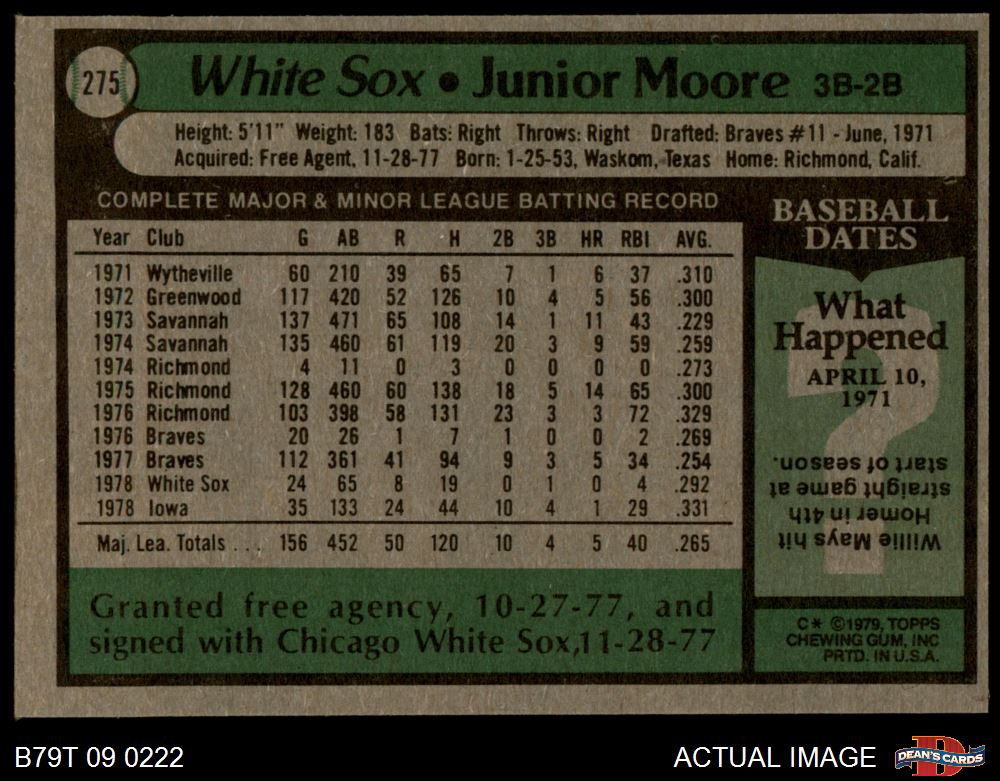 275 White Sox • Junior Moore 3B-2B
Height: 5'11" Weight: 183 Bats: Right Throws: Right Drafted: Braves #11 - June, 1971
Acquired: Free Agent, 11-28-77 Born: 1-25-53, Waskom, Texas Home: Richmond, Calif.
COMPLETE MAJOR & MINOR LEAGUE BATTING RECORD
Year Club G AB R H 2B 3B HR RBI AVG.
1971 Wytheville 60 210 39 65 7 1 6 37 .310
1972 Greenwood 117 420 52 126 10 4 5 56 .300
1973 Savannah 137 471 65 108 14 1 11 43 .229
1974 Savannah 135 460 61 119 20 3 9 59 .259
1974 Richmond 4 11 0 3 0 0 0 0 .273
1975 Richmond 128 460 60 138 18 5 14 65 .300
1976 Richmond 103 398 58 131 23 3 3 72 .329
1976 Braves 20 26 1 7 1 0 0 2 .269
1977 Braves 112 361 41 94 9 3 5 34 .254
1978 White Sox 24 65 8 19 0 1 0 4 .292
1978 Iowa 35 133 24 44 10 4 1 29 .331
Maj. Lea. Totals . . . 156 452 50 120 10 4 5 40 .265
Granted free agency, 10-27-77, and
signed with Chicago White Sox,11-28-77
BASEBALL
DATES
What
Happened
APRIL 10,
1971
?
Willie Mays hit
Homer in 4th
straight game at
start of season.
C* ©1979, TOPPS
CHEWING GUM, INC
PRTD. IN U.S.A.
B79T 09 0222
ACTUAL IMAGE
D
DEAN'S CARDS